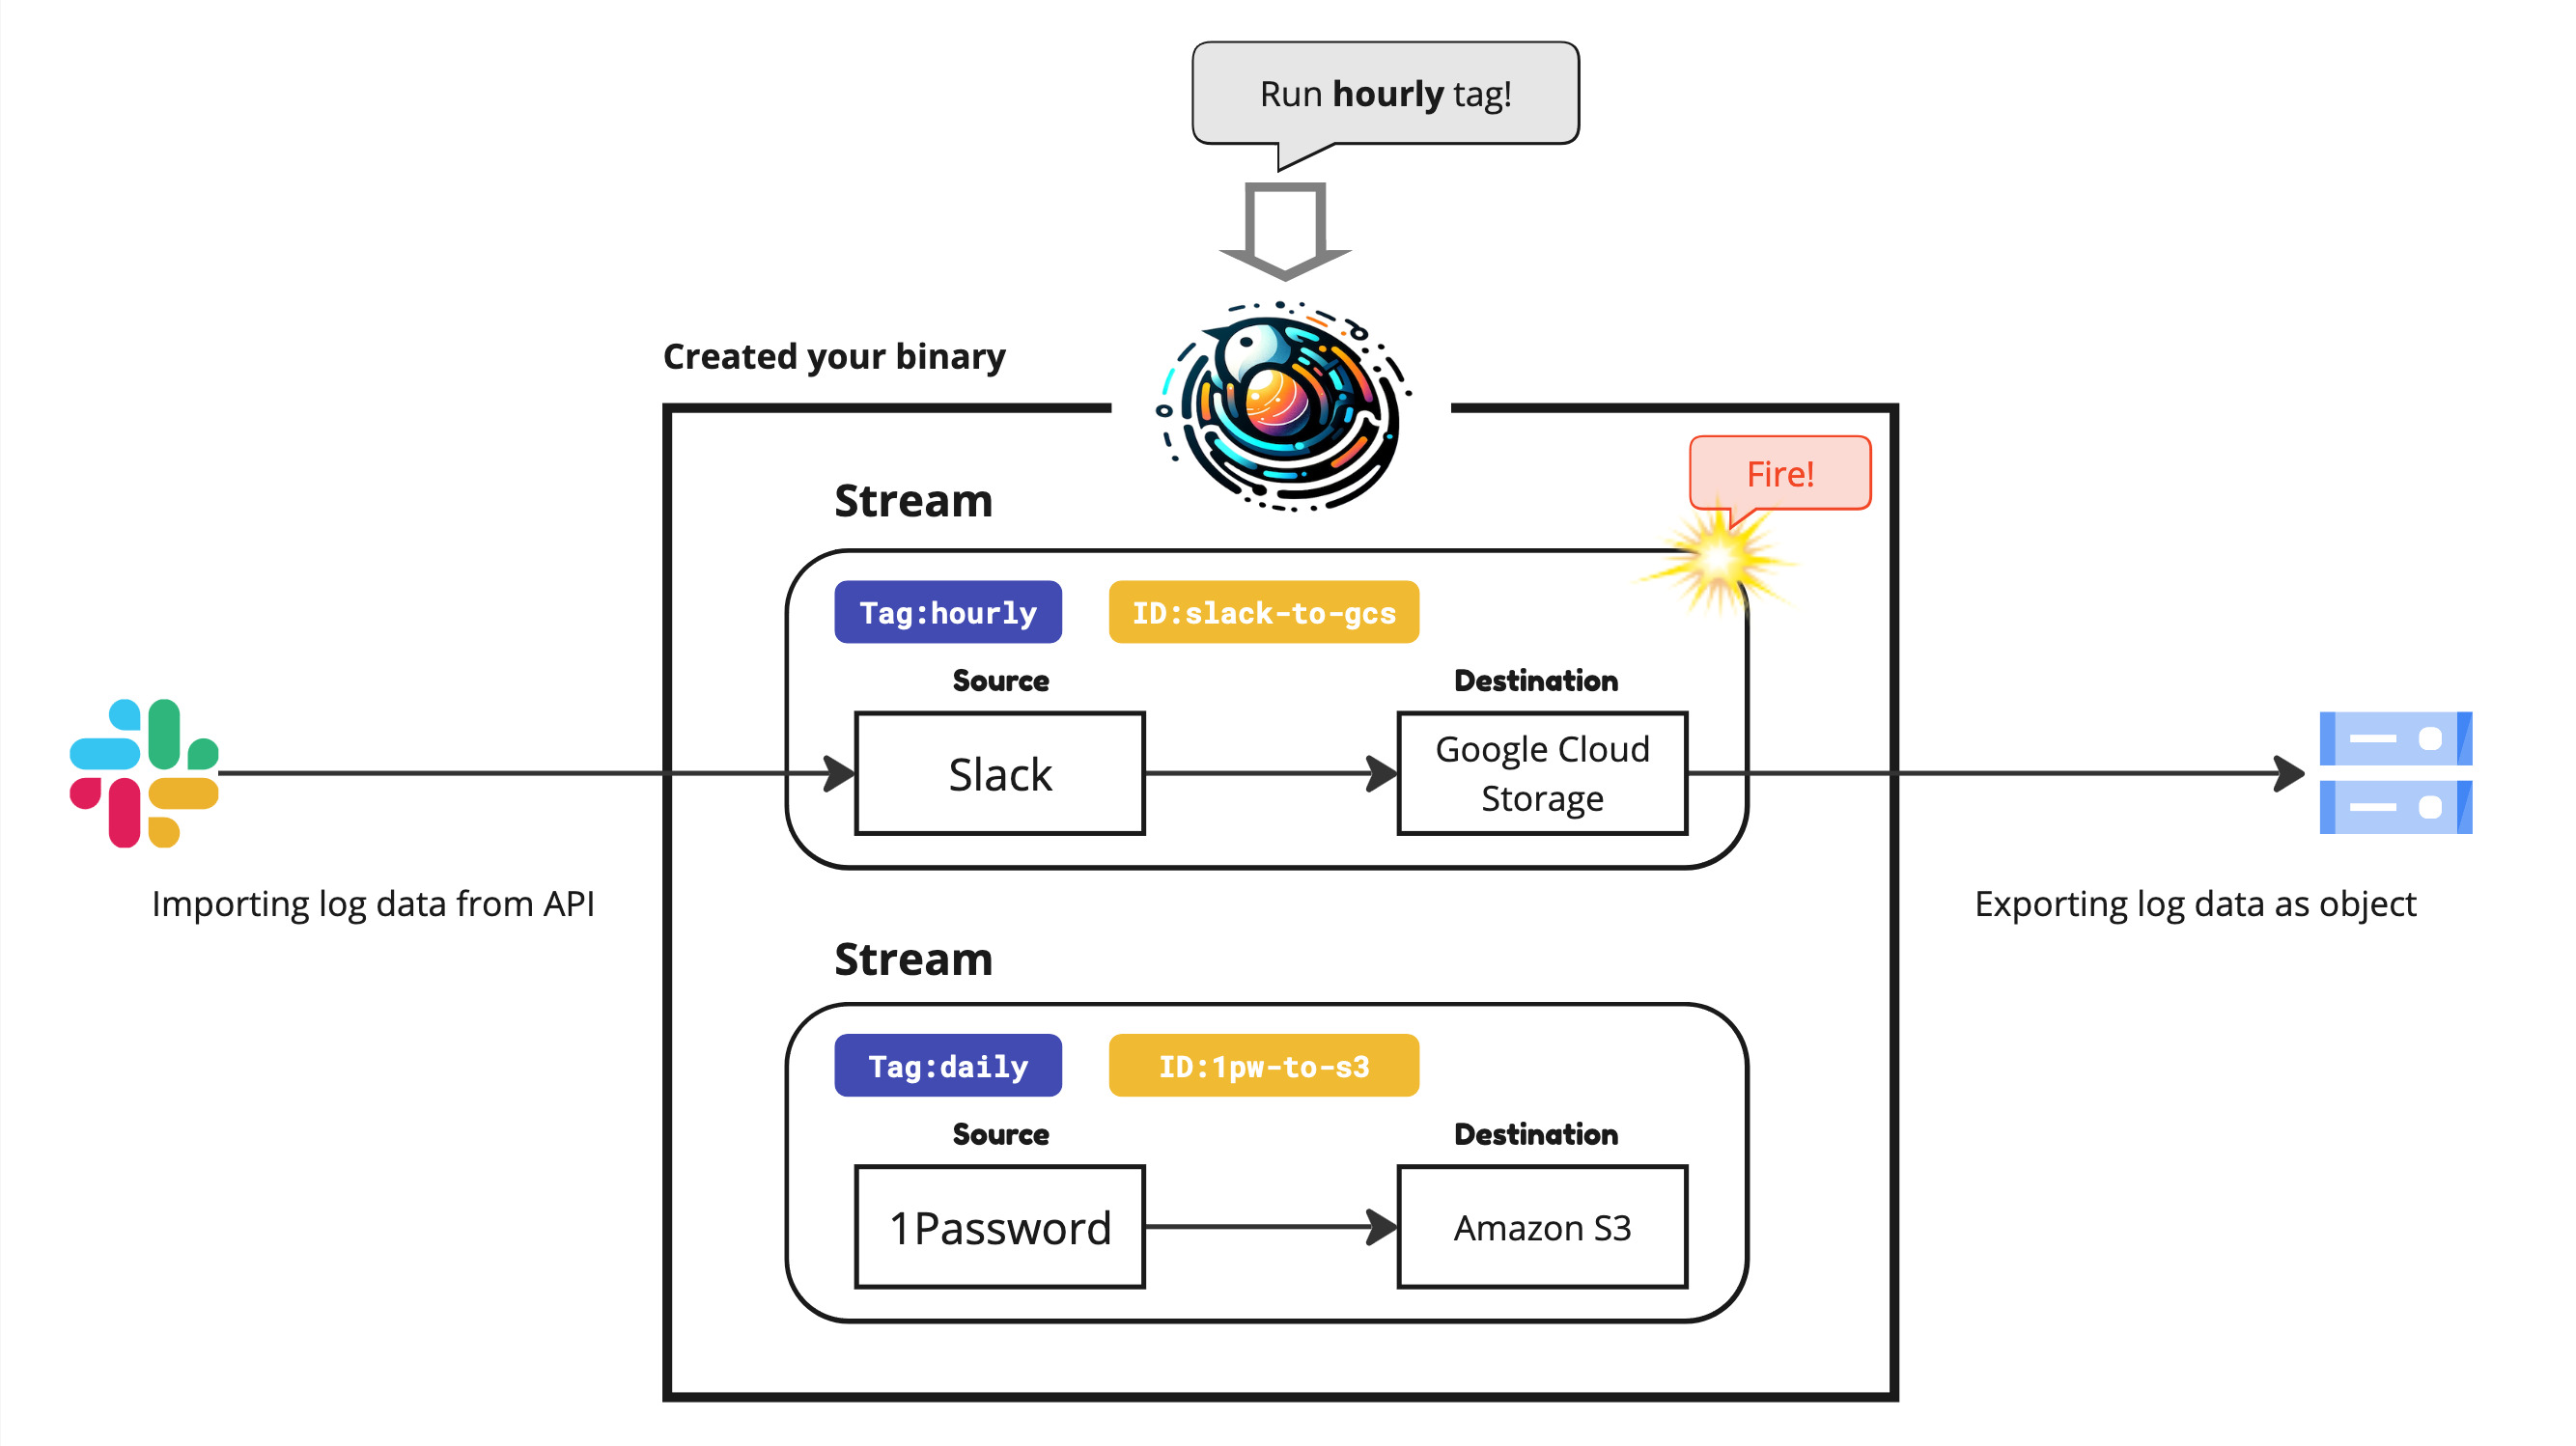 Run hourly tag!
Created your binary
Fire!
Stream
Tag:hourly
ID:slack-to-gcs
Source
Destination
Slack
Google Cloud
Storage
Importing log data from API
Exporting log data as object
Stream
Tag:daily
ID:1pw-to-s3
Source
Destination
1Password
Amazon S3